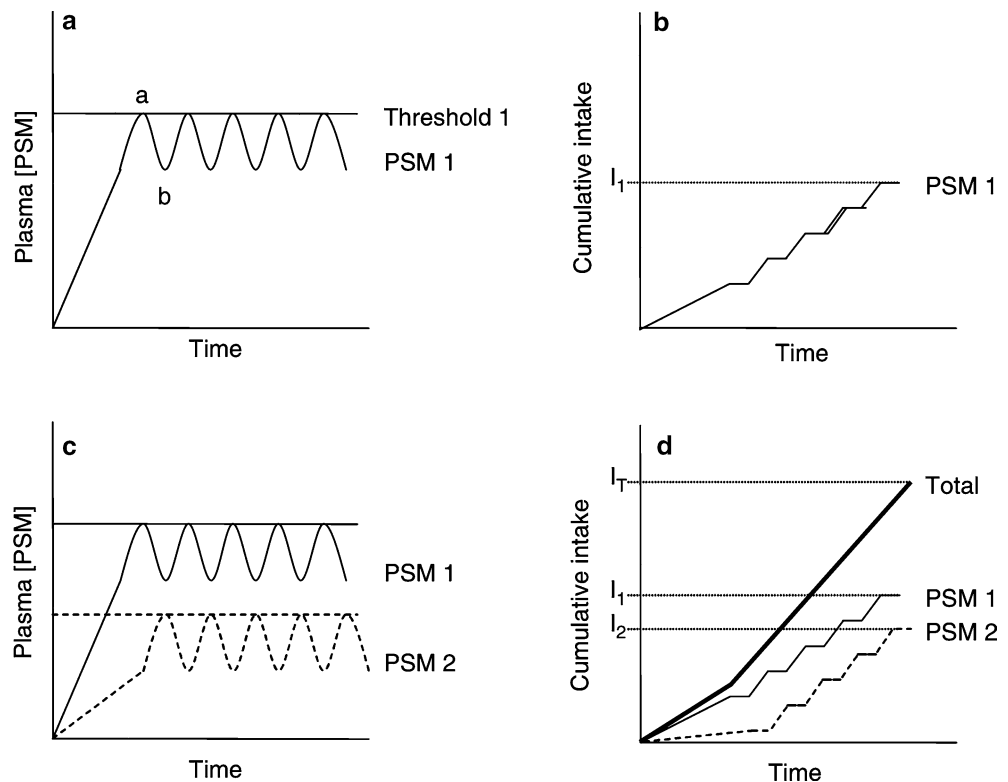 a
a
Threshold 1
PSM 1
b
Plasma [PSM]
Time
b
Cumulative intake
I1
PSM 1
Time
c
Plasma [PSM]
PSM 1
PSM 2
Time
d
Cumulative intake
IT
Total
I1
PSM 1
I2
PSM 2
Time